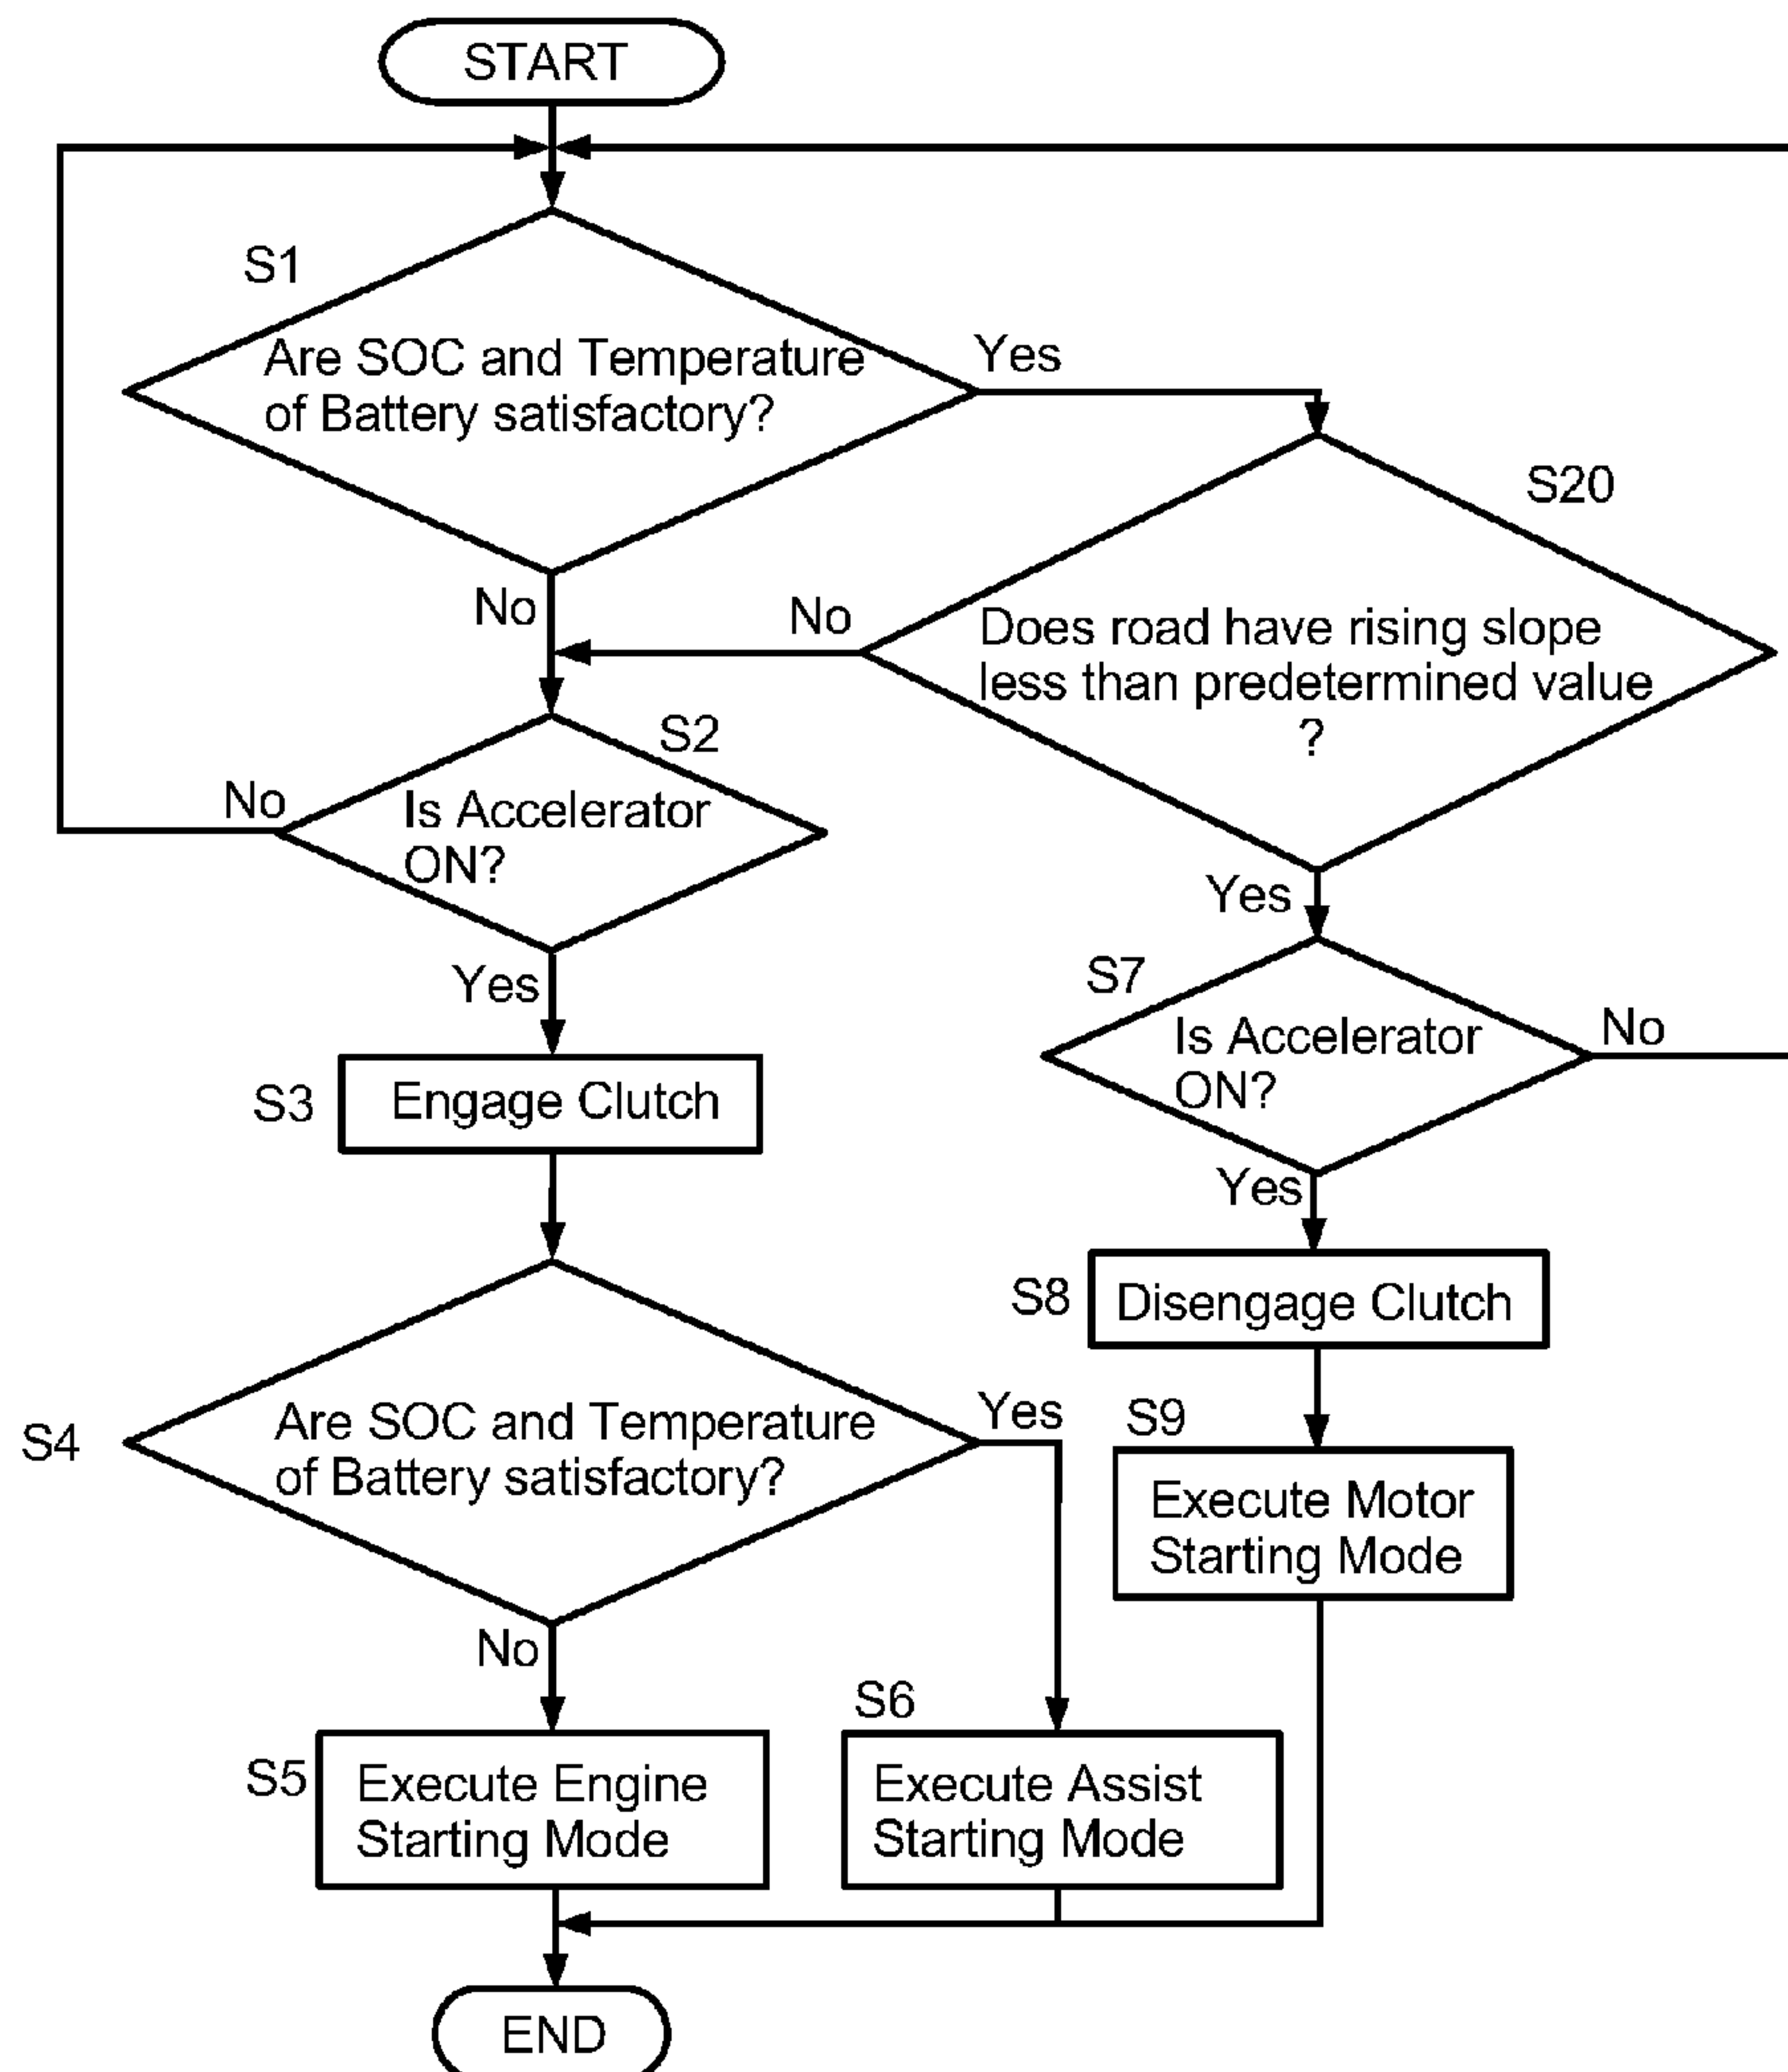 START
S1
Are SOC and Temperature
of Battery satisfactory?
Yes
No
S20
Does road have rising slope
less than predetermined value
?
No
Yes
S2
Is Accelerator
ON?
No
Yes
S7
Is Accelerator
ON?
No
Yes
S3
Engage Clutch
S8
Disengage Clutch
S4
Are SOC and Temperature
of Battery satisfactory?
Yes
No
S9
Execute Motor
Starting Mode
S5
Execute Engine
Starting Mode
S6
Execute Assist
Starting Mode
END